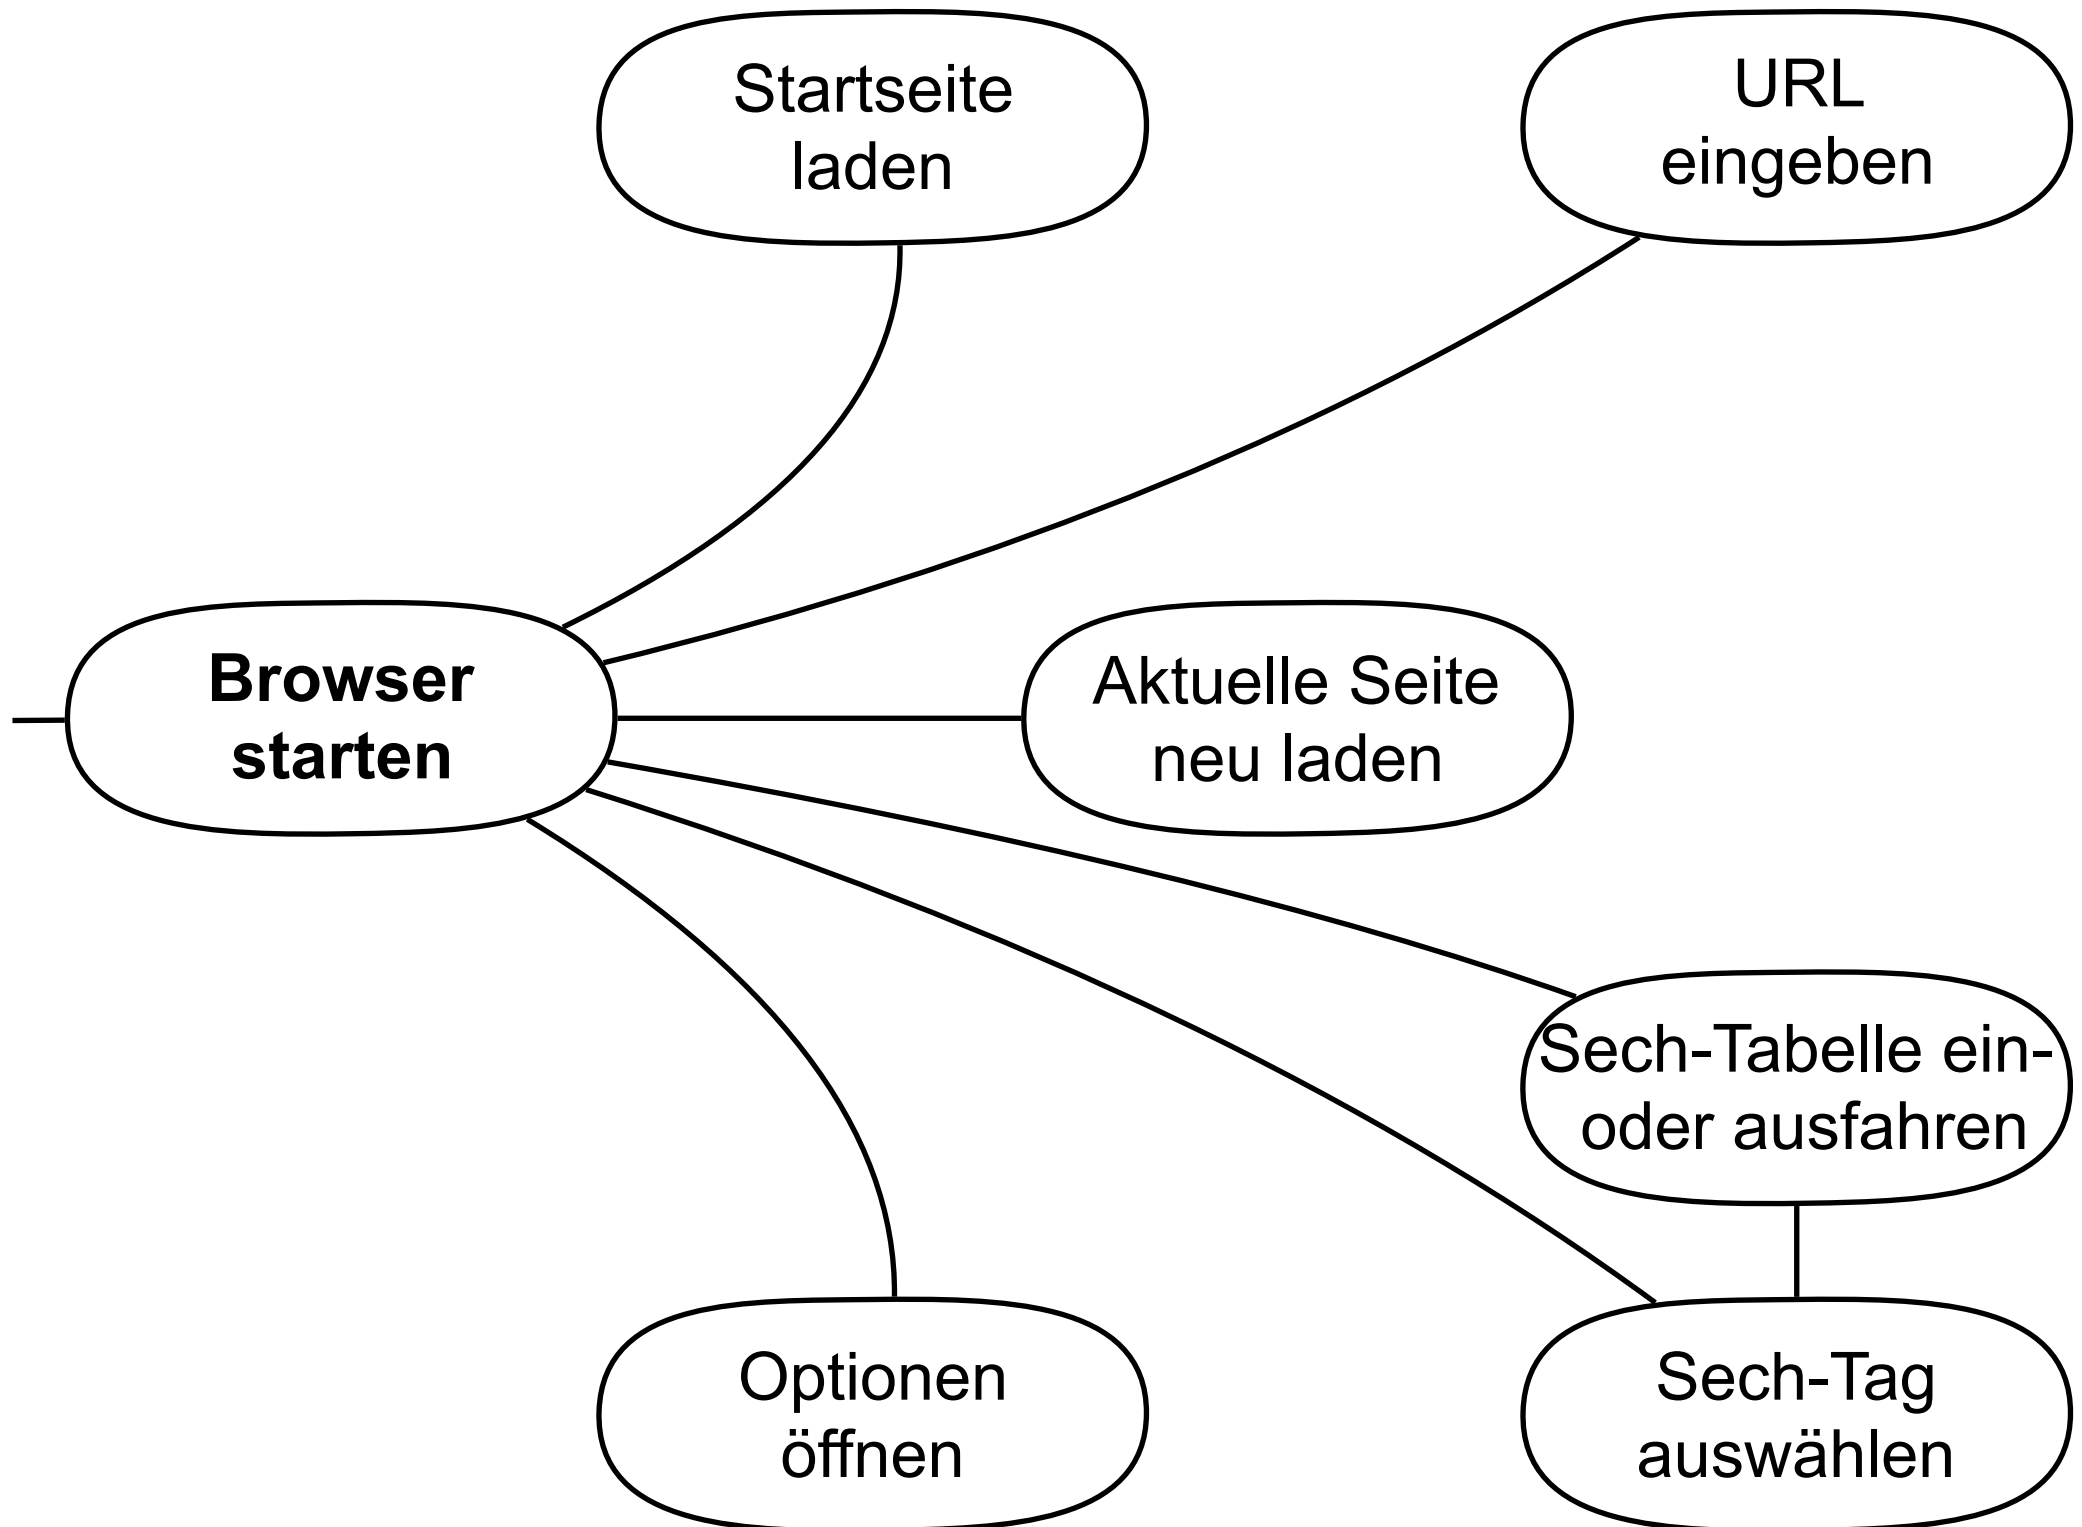 Startseite
laden
URL
eingeben
Browser
starten
Aktuelle Seite
neu laden
Sech-Tabelle ein-
oder ausfahren
Optionen
öffnen
Sech-Tag
auswählen